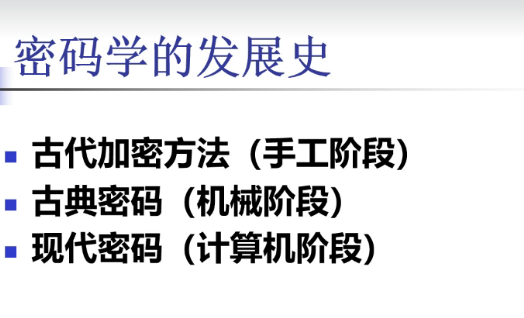 密码学的发展史
古代加密方法（手工阶段）
古典密码（机械阶段）
现代密码（计算机阶段）